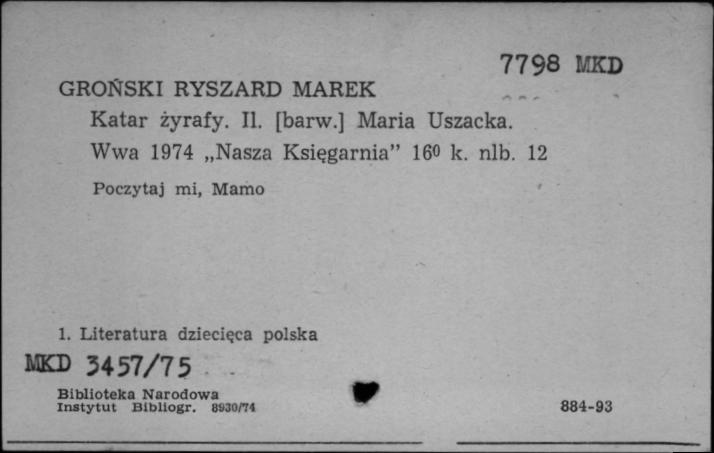 7798 MKD
GROŃSKI RYSZARD MAREK
Katar żyrafy. Il. [barw.] Maria Uszacka.
Wwa 1974 „Nasza Księgarnia” 16⁰ k. nlb. 12
Poczytaj mi, Mamo
1. Literatura dziecięca polska
MKD 3457/75
Biblioteka Narodowa
Instytut Bibliogr. 8930/74
884-93